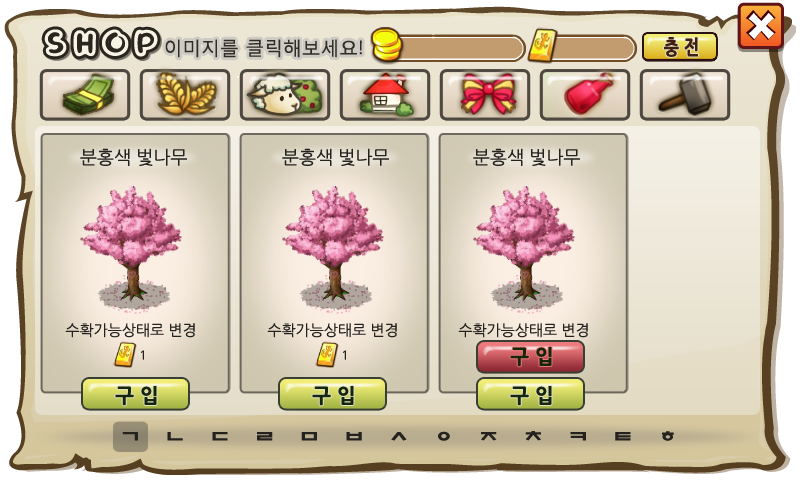 SHOP 이미지를 클릭해보세요! 충전
분홍색 벚나무 분홍색 벚나무 분홍색 벚나무
수확가능상태로 변경 수확가능상태로 변경 수확가능상태로 변경
1 1 구입
구입 구입 구입
ㄱ ㄴ ㄷ ㄹ ㅁ ㅂ ㅅ ㅇ ㅈ ㅊ ㅋ ㅌ ㅎ